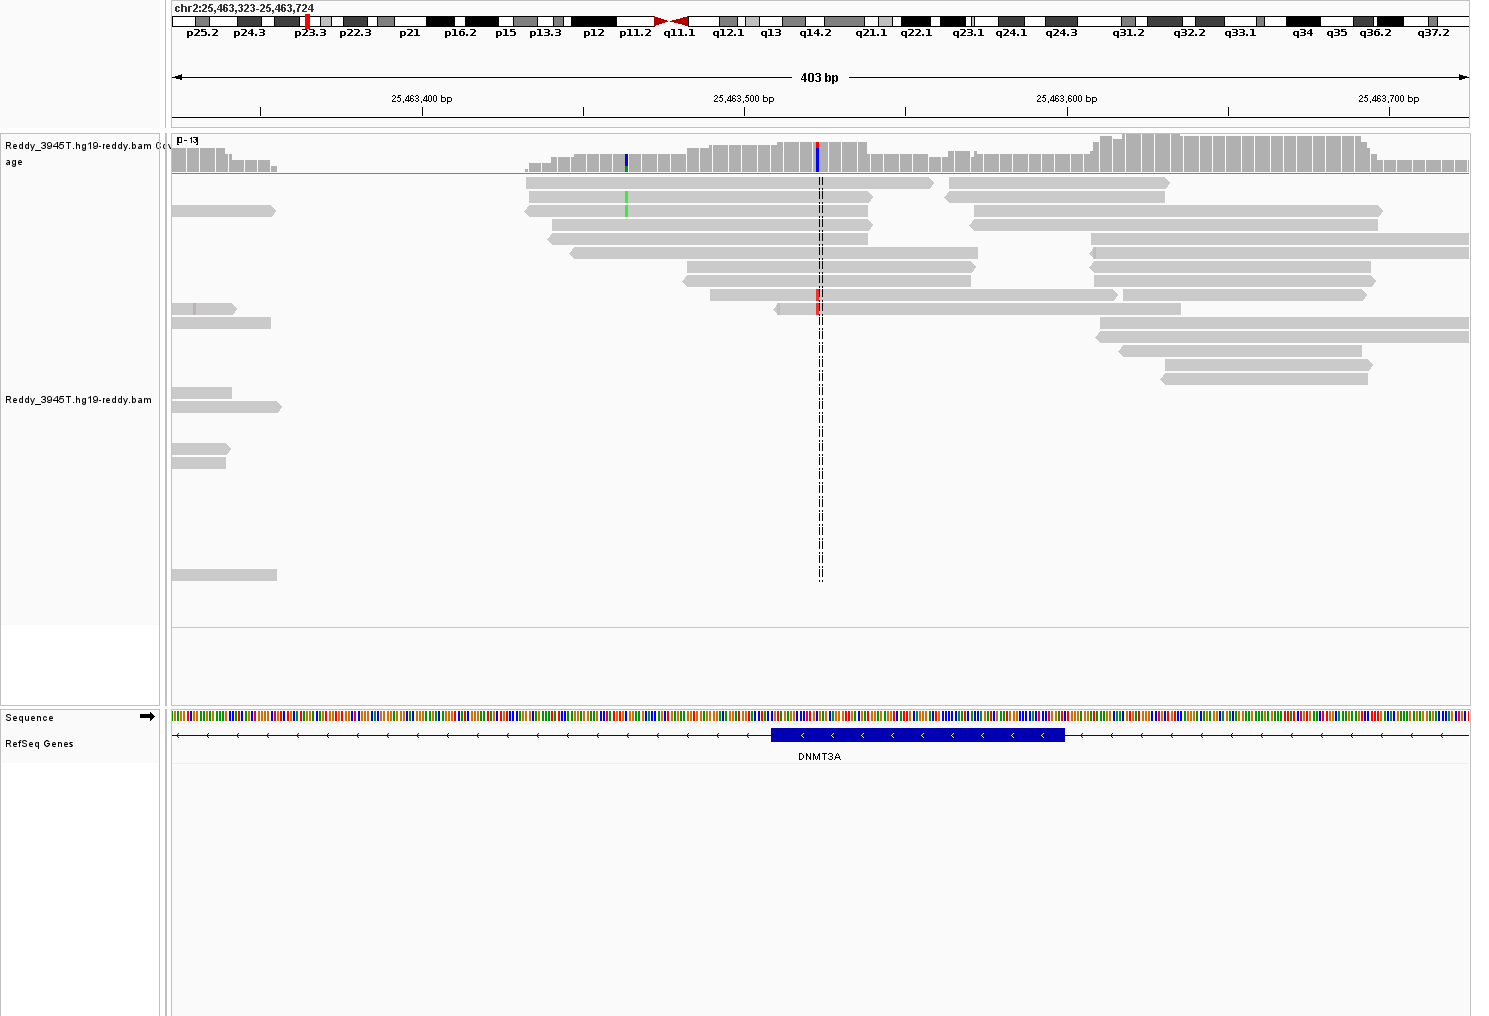 chr2:25,463,323-25,463,724
p25.2 p24.3 p23.3 p22.3 p21 p16.2 p15 p13.3 p12 p11.2 q11.1 q12.1 q13 q14.2 q21.1 q22.1 q23.1 q24.1 q24.3 q31.2 q32.2 q33.1 q34 q35 q36.2 q37.2
403 bp
25,463,400 bp 25,463,500 bp 25,463,600 bp 25,463,700 bp
[0 - 13]
Reddy_3945T.hg19-reddy.bam Cov
age
Reddy_3945T.hg19-reddy.bam
Sequence
RefSeq Genes
DNMT3A